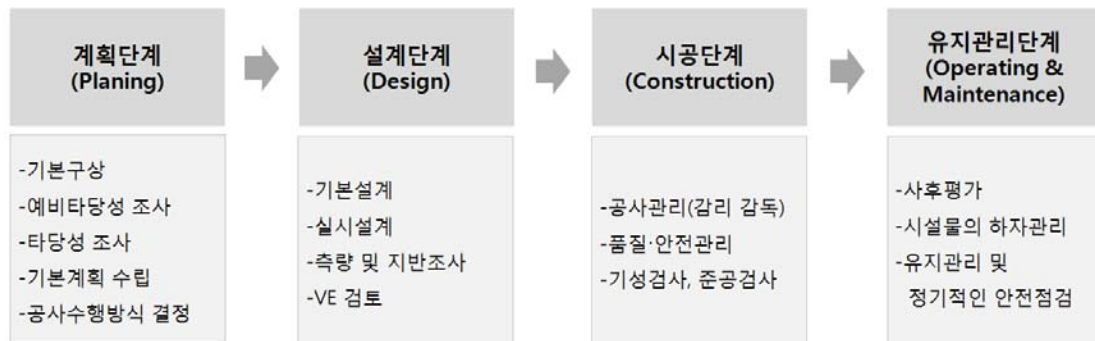 계획단계
(Planing)
-기본구상
-예비타당성 조사
-타당성 조사
-기본계획 수립
-공사수행방식 결정
설계단계
(Design)
-기본설계
-실시설계
-측량 및 지반조사
-VE 검토
시공단계
(Construction)
-공사관리(감리 감독)
-품질·안전관리
-기성검사, 준공검사
유지관리단계
(Operating &
Maintenance)
-사후평가
-시설물의 하자관리
-유지관리 및
정기적인 안전점검